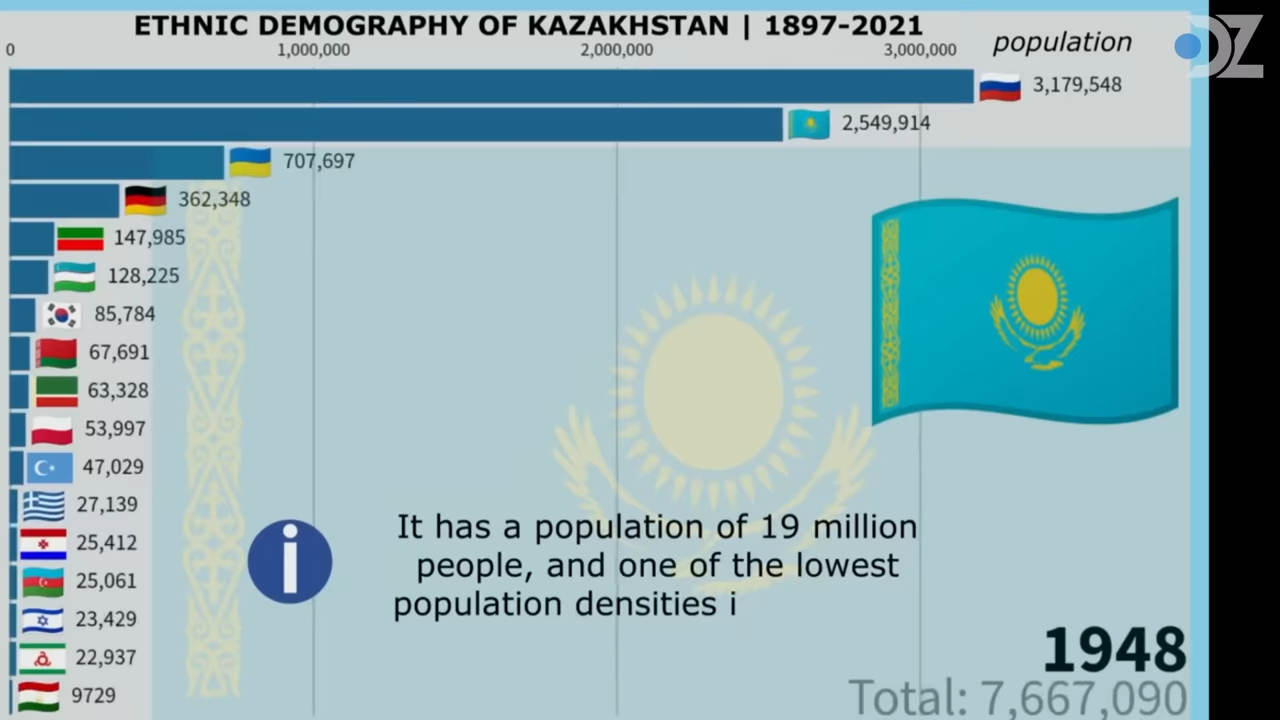 ETHNIC DEMOGRAPHY OF KAZAKHSTAN | 1897-2021
DZ
0 1,000,000 2,000,000 3,000,000 population
3,179,548
2,549,914
707,697
362,348
147,985
128,225
85,784
67,691
63,328
53,997
47,029
27,139
25,412
25,061
23,429
22,937
9729
It has a population of 19 million
people, and one of the lowest
population densities i
1948
Total: 7,667,090